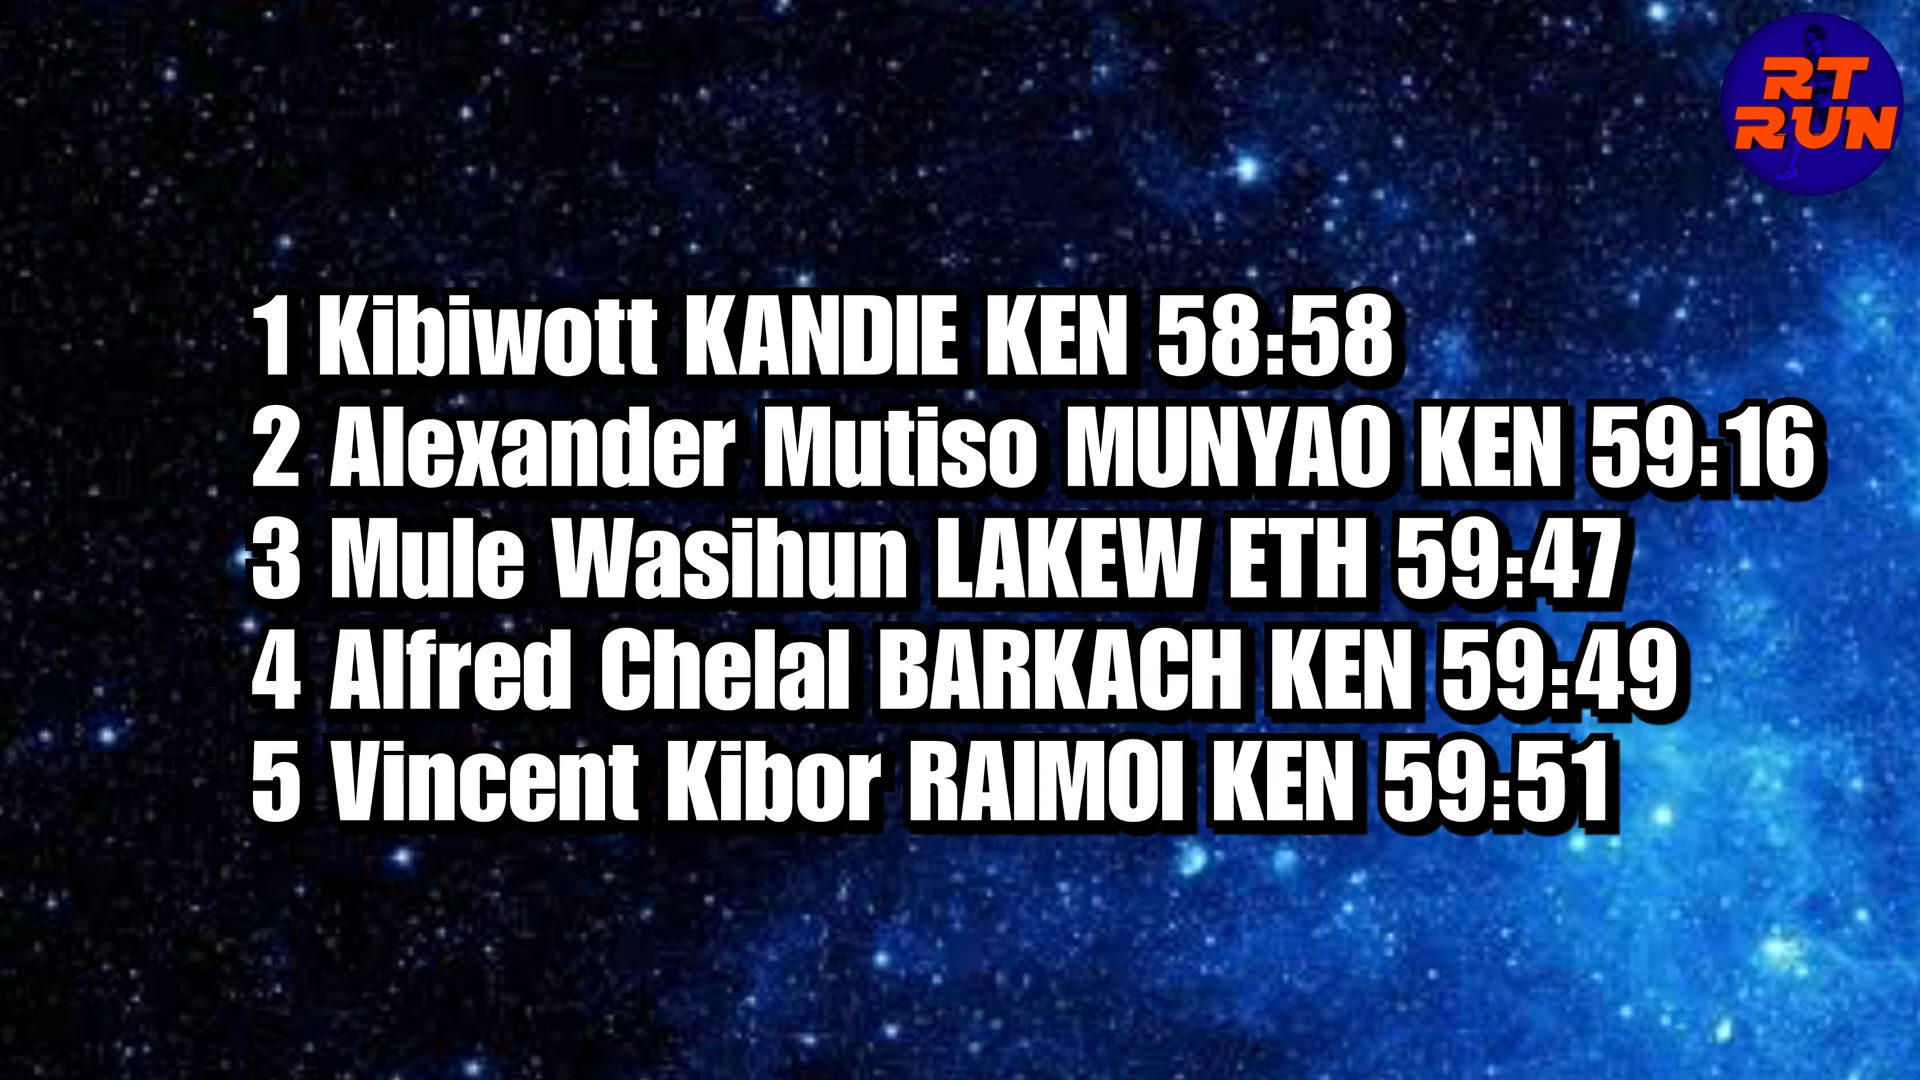 RT
RUN
1 Kibiwott KANDIE KEN 58:58
2 Alexander Mutiso MUNYAO KEN 59:16
3 Mule Wasihun LAKEW ETH 59:47
4 Alfred Chelal BARKACH KEN 59:49
5 Vincent Kibor RAIMOI KEN 59:51